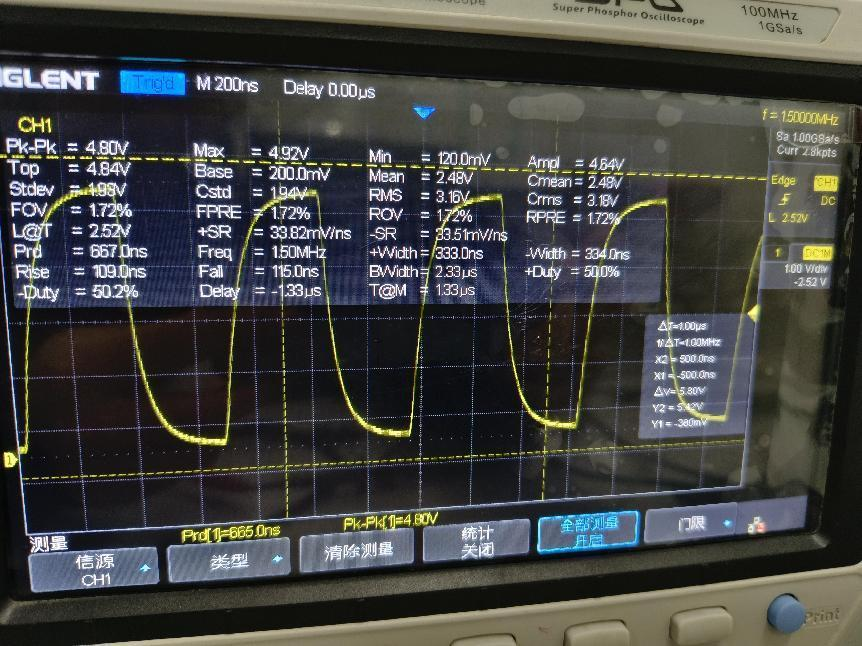 Super Phosphor Oscilloscope
100MHz
1GSa/s
GLENT Trig'd M 200ns Delay 0.00μs
f = 1.50000MHz
Sa 1.00GSa/s
Curr 2.8kpts
CH1
Pk-Pk = 4.80V Max = 4.92V Min = 120.0mV Ampl = 4.64V
Top = 4.84V Base = 200.0mV Mean = 2.48V Cmean = 2.48V
Stdev = 1.93V Cstd = 1.94V RMS = 3.16V Crms = 3.18V
FOV = 1.72% FPRE = 1.72% ROV = 1.72% RPRE = 1.72%
L@T = 2.52V +SR = 33.82mV/ns -SR = 33.51mV/ns
Prd = 667.0ns Freq = 1.50MHz +Width = 333.0ns -Width = 334.0ns
Rise = 109.0ns Fall = 115.0ns BWidth = 2.33μs +Duty = 50.0%
-Duty = 50.2% Delay = -1.33μs T@M = 1.33μs
Edge CH1
DC
L 2.52V
1 DC1M
1.00 V/div
-2.52 V
ΔT = 1.00μs
1/ΔT = 1.00MHz
X2 = 500.0ns
X1 = -500.0ns
ΔV = 5.80V
Y2 = 5.42V
Y1 = -380mV
1
Prd[1]=665.0ns Pk-Pk[1]=4.80V
测量
信源
CH1
类型
清除测量
统计
关闭
全部测量
开启
门限
Print